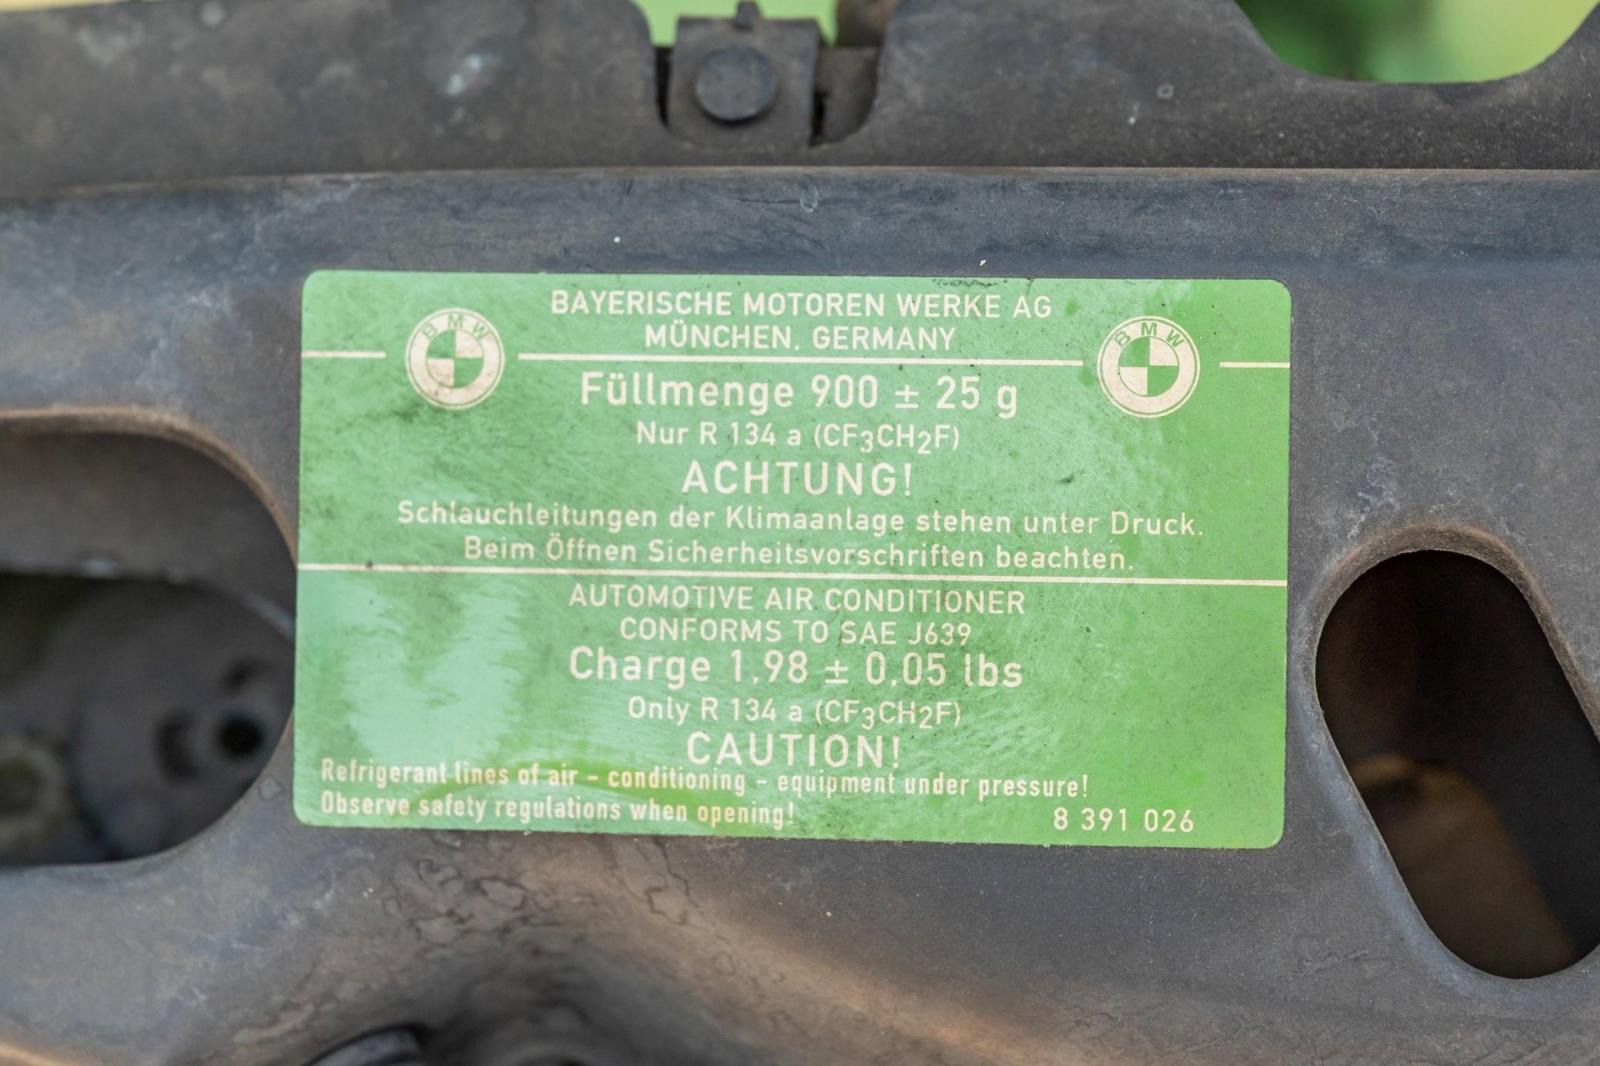 BAYERISCHE MOTOREN WERKE AG
MÜNCHEN, GERMANY
BMW
BMW
Füllmenge 900 ± 25 g
Nur R 134 a (CF₃CH₂F)
ACHTUNG!
Schlauchleitungen der Klimaanlage stehen unter Druck.
Beim Öffnen Sicherheitsvorschriften beachten.
AUTOMOTIVE AIR CONDITIONER
CONFORMS TO SAE J639
Charge 1,98 ± 0,05 lbs
Only R 134 a (CF₃CH₂F)
CAUTION!
Refrigerant lines of air - conditioning - equipment under pressure!
Observe safety regulations when opening!
8 391 026